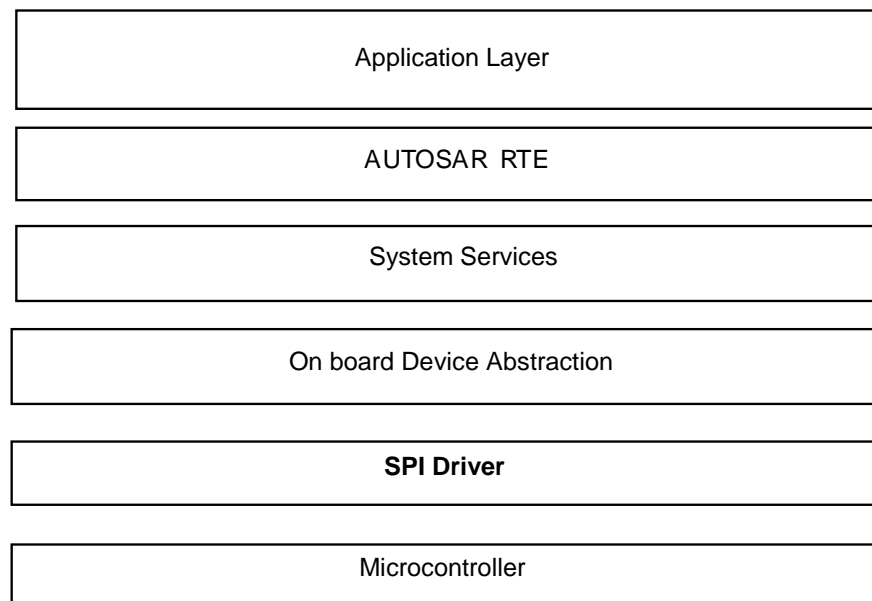 Application Layer
AUTOSAR RTE
System Services
On board Device Abstraction
SPI Driver
Microcontroller